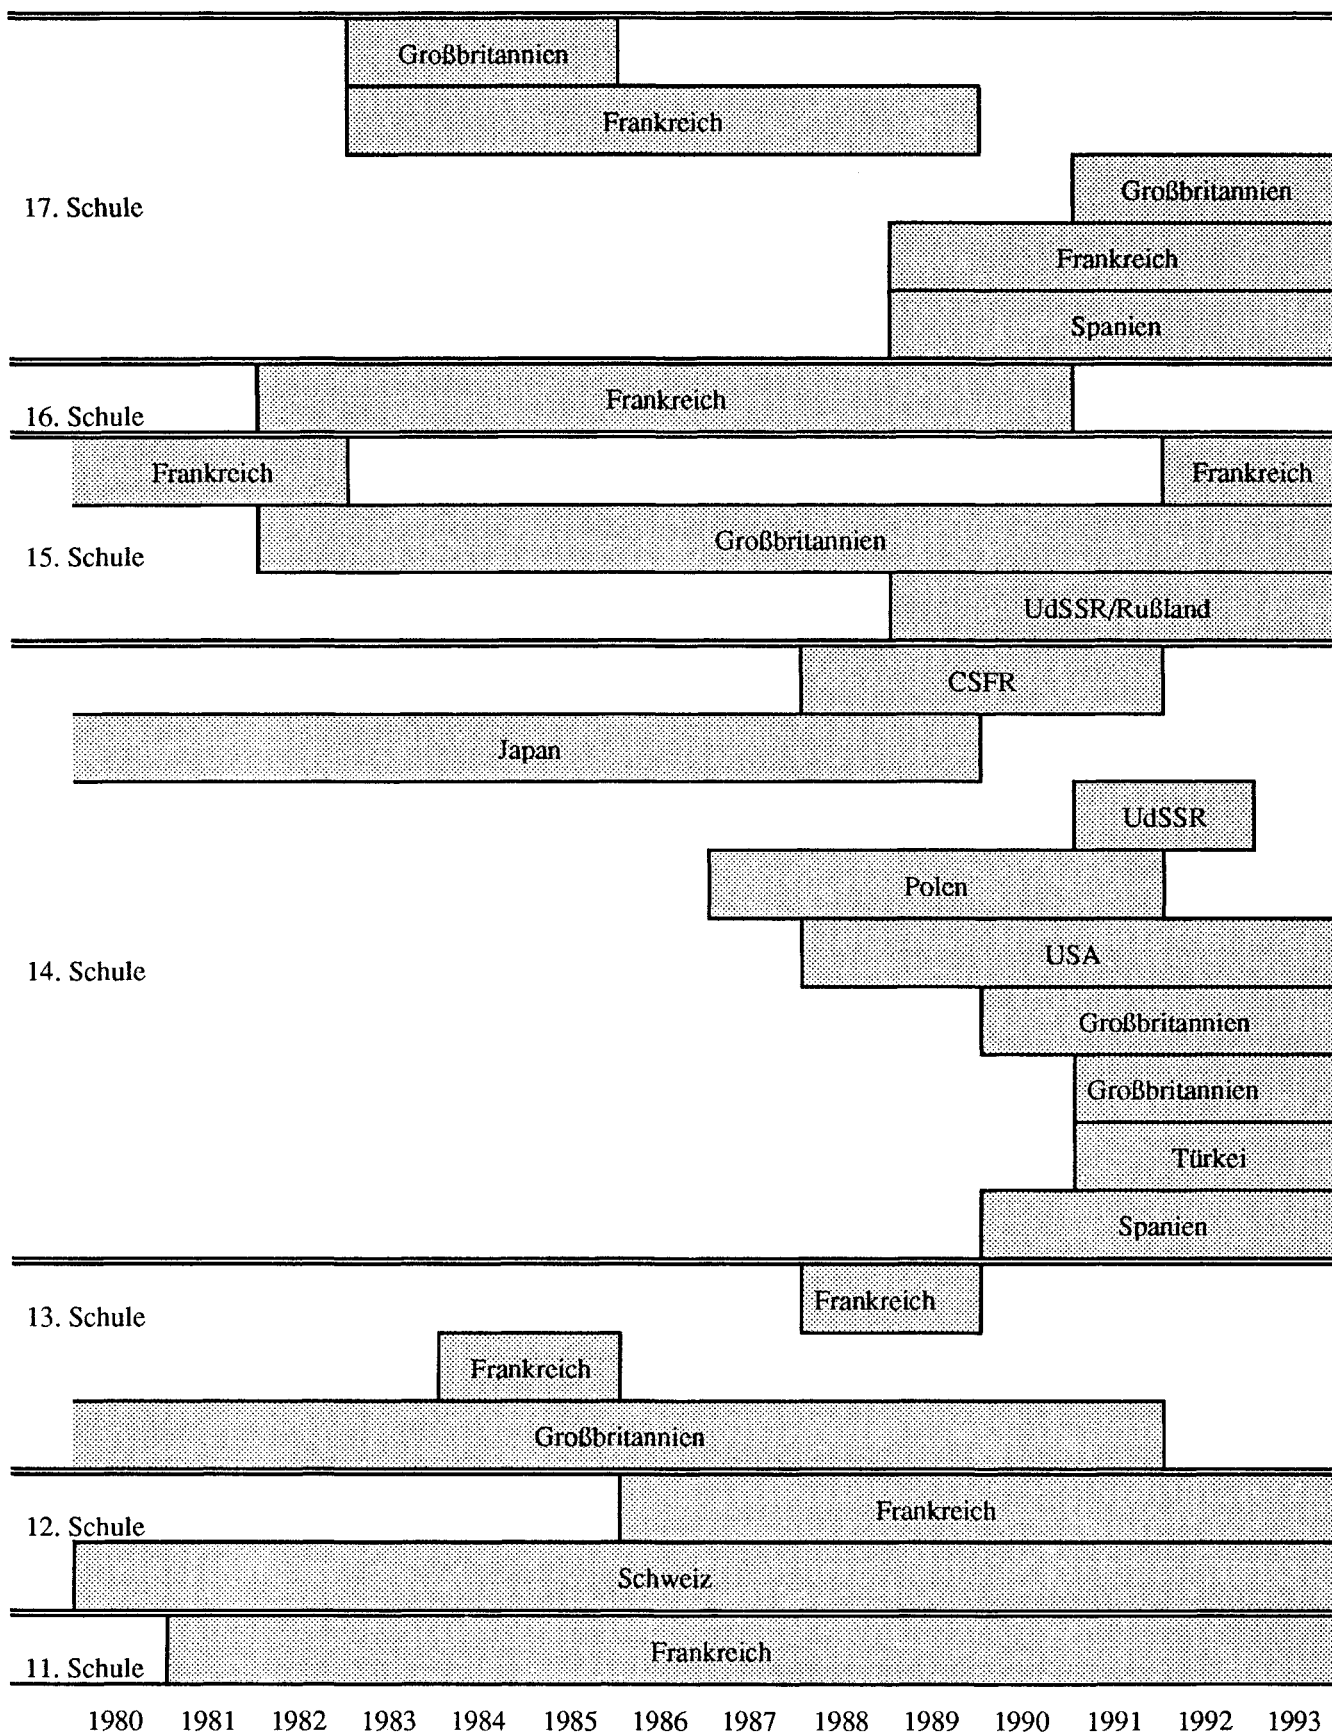 Großbritannien
Frankreich
Großbritannien
17. Schule
Frankreich
Spanien
Frankreich
16. Schule
Frankreich
Frankreich
Großbritannien
15. Schule
UdSSR/Rußland
CSFR
Japan
UdSSR
Polen
USA
14. Schule
Großbritannien
Großbritannien
Türkei
Spanien
Frankreich
13. Schule
Frankreich
Großbritannien
Frankreich
12. Schule
Schweiz
Frankreich
11. Schule
1980 1981 1982 1983 1984 1985 1986 1987 1988 1989 1990 1991 1992 1993